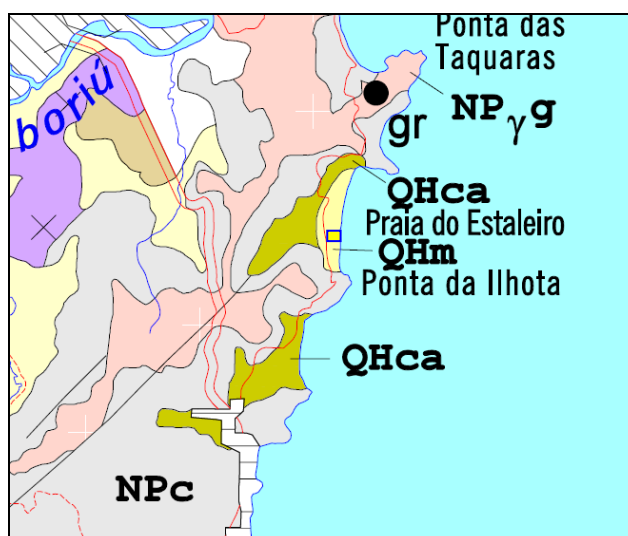 Ponta das
Taquaras
boriú
gr
NPγg
QHca
Praia do Estaleiro
QHm
Ponta da Ilhota
QHca
NPc